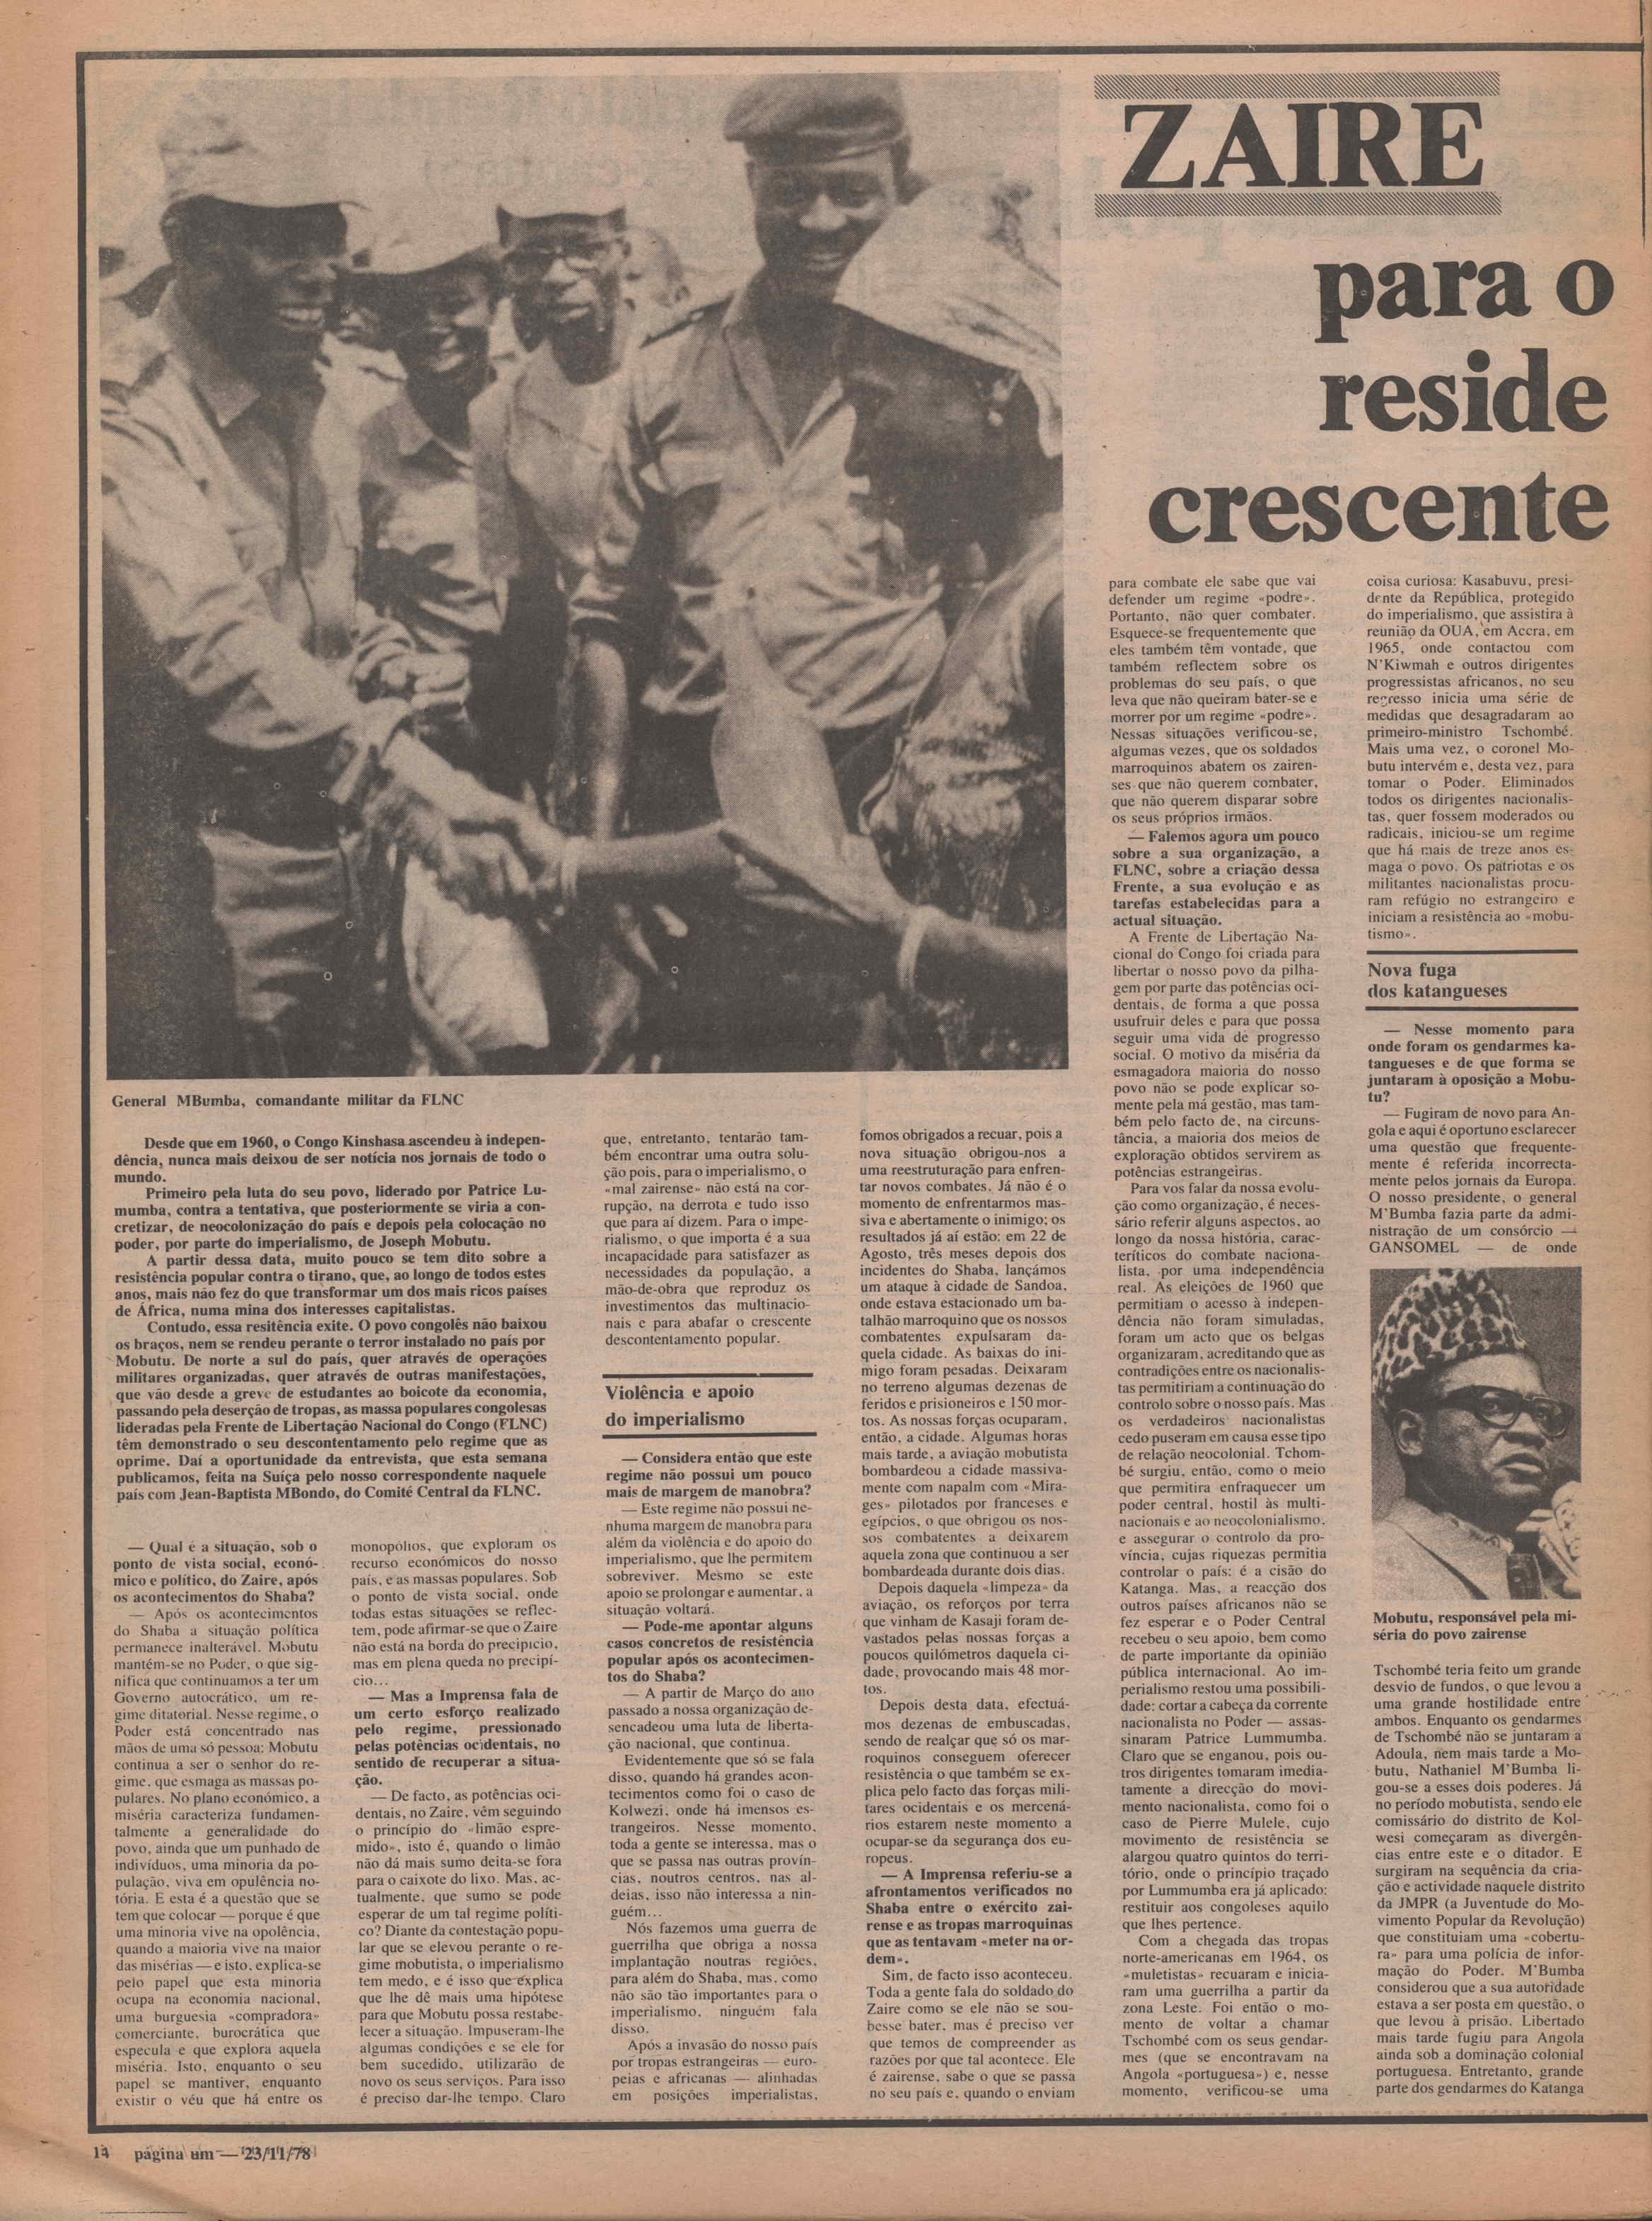 ZAIRE
para o
reside
crescente
General MBumba, comandante militar da FLNC
Desde que em 1960, o Congo Kinshasa ascendeu à indepen-
dência, nunca mais deixou de ser notícia nos jornais de todo o
mundo.
Primeiro pela luta do seu povo, liderado por Patrice Lu-
mumba, contra a tentativa, que posteriormente se viria a con-
cretizar, de neocolonização do país e depois pela colocação no
poder, por parte do imperialismo, de Joseph Mobutu.
A partir dessa data, muito pouco se tem dito sobre a
resistência popular contra o tirano, que, ao longo de todos estes
anos, mais não fez do que transformar um dos mais ricos países
de África, numa mina dos interesses capitalistas.
Contudo, essa resitência exite. O povo congolês não baixou
os braços, nem se rendeu perante o terror instalado no país por
Mobutu. De norte a sul do país, quer através de operações
militares organizadas, quer através de outras manifestações,
que vão desde a greve de estudantes ao boicote da economia,
passando pela deserção de tropas, as massa populares congolesas
lideradas pela Frente de Libertação Nacional do Congo (FLNC)
têm demonstrado o seu descontentamento pelo regime que as
oprime. Daí a oportunidade da entrevista, que esta semana
publicamos, feita na Suíça pelo nosso correspondente naquele
país com Jean-Baptista MBondo, do Comité Central da FLNC.
— Qual é a situação, sob o
ponto de vista social, econó-
mico e político, do Zaire, após
os acontecimentos do Shaba?
— Após os acontecimentos
do Shaba a situação política
permanece inalterável. Mobutu
mantém-se no Poder, o que sig-
nifica que continuamos a ter um
Governo autocrático, um re-
gime ditatorial. Nesse regime, o
Poder está concentrado nas
mãos de uma só pessoa: Mobutu
continua a ser o senhor do re-
gime, que esmaga as massas po-
pulares. No plano económico, a
miséria caracteriza fundamen-
talmente a generalidade do
povo, ainda que um punhado de
indivíduos, uma minoria da po-
pulação, viva em opulência no-
tória. E esta é a questão que se
tem que colocar — porque é que
uma minoria vive na opolência,
quando a maioria vive na maior
das misérias — e isto, explica-se
pelo papel que esta minoria
ocupa na economia nacional,
uma burguesia «compradora»
comerciante, burocrática que
especula e que explora aquela
miséria. Isto, enquanto o seu
papel se mantiver, enquanto
existir o véu que há entre os
monopólios, que exploram os
recurso económicos do nosso
país, e as massas populares. Sob
o ponto de vista social, onde
todas estas situações se reflec-
tem, pode afirmar-se que o Zaire
não está na borda do precipício,
mas em plena queda no precipí-
cio...
— Mas a Imprensa fala de
um certo esforço realizado
pelo regime, pressionado
pelas potências ocidentais, no
sentido de recuperar a situa-
ção.
— De facto, as potências oci-
dentais, no Zaire, vêm seguindo
o princípio do «limão espre-
mido», isto é, quando o limão
não dá mais sumo deita-se fora
para o caixote do lixo. Mas, ac-
tualmente, que sumo se pode
esperar de um tal regime políti-
co? Diante da contestação popu-
lar que se elevou perante o re-
gime mobutista, o imperialismo
tem medo, e é isso que explica
que lhe dê mais uma hipótese
para que Mobutu possa restabe-
lecer a situação. Impuseram-lhe
algumas condições e se ele for
bem sucedido, utilizarão de
novo os seus serviços. Para isso
é preciso dar-lhe tempo. Claro
que, entretanto, tentarão tam-
bém encontrar uma outra solu-
ção pois, para o imperialismo, o
«mal zairense» não está na cor-
rupção, na derrota e tudo isso
que para aí dizem. Para o impe-
rialismo, o que importa é a sua
incapacidade para satisfazer as
necessidades da população, a
mão-de-obra que reproduz os
investimentos das multinacio-
nais e para abafar o crescente
descontentamento popular.
Violência e apoio
do imperialismo
— Considera então que este
regime não possui um pouco
mais de margem de manobra?
— Este regime não possui ne-
nhuma margem de manobra para
além da violência e do apoio do
imperialismo, que lhe permitem
sobreviver. Mesmo se este
apoio se prolongar e aumentar, a
situação voltará.
— Pode-me apontar alguns
casos concretos de resistência
popular após os acontecimen-
tos do Shaba?
— A partir de Março do ano
passado a nossa organização de-
sencadeou uma luta de liberta-
ção nacional, que continua.
Evidentemente que só se fala
disso, quando há grandes acon-
tecimentos como foi o caso de
Kolwezi, onde há imensos es-
trangeiros. Nesse momento,
toda a gente se interessa, mas o
que se passa nas outras provín-
cias, noutros centros, nas al-
deias, isso não interessa a nin-
guém...
Nós fazemos uma guerra de
guerrilha que obriga a nossa
implantação noutras regiões,
para além do Shaba, mas, como
não são tão importantes para o
imperialismo, ninguém fala
disso.
Após a invasão do nosso país
por tropas estrangeiras — euro-
peias e africanas — alinhadas
em posições imperialistas,
fomos obrigados a recuar, pois a
nova situação obrigou-nos a
uma reestruturação para enfren-
tar novos combates. Já não é o
momento de enfrentarmos mas-
siva e abertamente o inimigo; os
resultados já aí estão: em 22 de
Agosto, três meses depois dos
incidentes do Shaba, lançámos
um ataque à cidade de Sandoa,
onde estava estacionado um ba-
talhão marroquino que os nossos
combatentes expulsaram da-
quela cidade. As baixas do ini-
migo foram pesadas. Deixaram
no terreno algumas dezenas de
feridos e prisioneiros e 150 mor-
tos. As nossas forças ocuparam,
então, a cidade. Algumas horas
mais tarde, a aviação mobutista
bombardeou a cidade massiva-
mente com napalm com «Mira-
ges» pilotados por franceses e
egípcios, o que obrigou os nos-
sos combatentes a deixarem
aquela zona que continuou a ser
bombardeada durante dois dias.
Depois daquela «limpeza» da
aviação, os reforços por terra
que vinham de Kasaji foram de-
vastados pelas nossas forças a
poucos quilómetros daquela ci-
dade, provocando mais 48 mor-
tos.
Depois desta data, efectuá-
mos dezenas de embuscadas,
sendo de realçar que só os mar-
roquinos conseguem oferecer
resistência o que também se ex-
plica pelo facto das forças mili-
tares ocidentais e os mercená-
rios estarem neste momento a
ocupar-se da segurança dos eu-
ropeus.
— A Imprensa referiu-se a
afrontamentos verificados no
Shaba entre o exército zai-
rense e as tropas marroquinas
que as tentavam «meter na or-
dem».
Sim, de facto isso aconteceu.
Toda a gente fala do soldado do
Zaire como se ele não se sou-
besse bater, mas é preciso ver
que temos de compreender as
razões por que tal acontece. Ele
é zairense, sabe o que se passa
no seu país e, quando o enviam
para combate ele sabe que vai
defender um regime «podre».
Portanto, não quer combater.
Esquece-se frequentemente que
eles também têm vontade, que
também reflectem sobre os
problemas do seu país, o que
leva que não queiram bater-se e
morrer por um regime «podre».
Nessas situações verificou-se,
algumas vezes, que os soldados
marroquinos abatem os zairen-
ses que não querem combater,
que não querem disparar sobre
os seus próprios irmãos.
— Falemos agora um pouco
sobre a sua organização, a
FLNC, sobre a criação dessa
Frente, a sua evolução e as
tarefas estabelecidas para a
actual situação.
A Frente de Libertação Na-
cional do Congo foi criada para
libertar o nosso povo da pilha-
gem por parte das potências oci-
dentais, de forma a que possa
usufruir deles e para que possa
seguir uma vida de progresso
social. O motivo da miséria da
esmagadora maioria do nosso
povo não se pode explicar so-
mente pela má gestão, mas tam-
bém pelo facto de, na circuns-
tância, a maioria dos meios de
exploração obtidos servirem as
potências estrangeiras.
Para vos falar da nossa evolu-
ção como organização, é neces-
sário referir alguns aspectos, ao
longo da nossa história, carac-
teríticos do combate naciona-
lista, por uma independência
real. As eleições de 1960 que
permitiam o acesso à indepen-
dência não foram simuladas,
foram um acto que os belgas
organizaram, acreditando que as
contradições entre os nacionalis-
tas permitiriam a continuação do
controlo sobre o nosso país. Mas
os verdadeiros nacionalistas
cedo puseram em causa esse tipo
de relação neocolonial. Tchom-
bé surgiu, então, como o meio
que permitira enfraquecer um
poder central, hostil às multi-
nacionais e ao neocolonialismo,
e assegurar o controlo da pro-
víncia, cujas riquezas permitia
controlar o país: é a cisão do
Katanga. Mas, a reacção dos
outros países africanos não se
fez esperar e o Poder Central
recebeu o seu apoio, bem como
de parte importante da opinião
pública internacional. Ao im-
perialismo restou uma possibili-
dade: cortar a cabeça da corrente
nacionalista no Poder — assas-
sinaram Patrice Lummumba.
Claro que se enganou, pois ou-
tros dirigentes tomaram imedia-
tamente a direcção do movi-
mento nacionalista, como foi o
caso de Pierre Mulele, cujo
movimento de resistência se
alargou quatro quintos do terri-
tório, onde o princípio traçado
por Lummumba era já aplicado:
restituir aos congoleses aquilo
que lhes pertence.
Com a chegada das tropas
norte-americanas em 1964, os
«muletistas» recuaram e inicia-
ram uma guerrilha a partir da
zona Leste. Foi então o mo-
mento de voltar a chamar
Tschombé com os seus gendar-
mes (que se encontravam na
Angola «portuguesa») e, nesse
momento, verificou-se uma
coisa curiosa: Kasabuvu, presi-
dente da República, protegido
do imperialismo, que assistira à
reunião da OUA, em Accra, em
1965, onde contactou com
N'Kiwmah e outros dirigentes
progressistas africanos, no seu
regresso inicia uma série de
medidas que desagradaram ao
primeiro-ministro Tschombé.
Mais uma vez, o coronel Mo-
butu intervém e, desta vez, para
tomar o Poder. Eliminados
todos os dirigentes nacionalis-
tas, quer fossem moderados ou
radicais, iniciou-se um regime
que há mais de treze anos es-
maga o povo. Os patriotas e os
militantes nacionalistas procu-
ram refúgio no estrangeiro e
iniciam a resistência ao «mobu-
tismo».
Nova fuga
dos katangueses
— Nesse momento para
onde foram os gendarmes ka-
tangueses e de que forma se
juntaram à oposição a Mobu-
tu?
— Fugiram de novo para An-
gola e aqui é oportuno esclarecer
uma questão que frequente-
mente é referida incorrecta-
mente pelos jornais da Europa.
O nosso presidente, o general
M'Bumba fazia parte da admi-
nistração de um consórcio —
GANSOMEL — de onde
Mobutu, responsável pela mi-
séria do povo zairense
Tschombé teria feito um grande
desvio de fundos, o que levou a
uma grande hostilidade entre
ambos. Enquanto os gendarmes
de Tschombé não se juntaram a
Adoula, nem mais tarde a Mo-
butu, Nathaniel M'Bumba li-
gou-se a esses dois poderes. Já
no período mobutista, sendo ele
comissário do distrito de Kol-
wesi começaram as divergên-
cias entre este e o ditador. E
surgiram na sequência da cria-
ção e actividade naquele distrito
da JMPR (a Juventude do Mo-
vimento Popular da Revolução)
que constituiam uma «cobertu-
ra» para uma polícia de infor-
mação do Poder. M'Bumba
considerou que a sua autoridade
estava a ser posta em questão, o
que levou à prisão. Libertado
mais tarde fugiu para Angola
ainda sob a dominação colonial
portuguesa. Entretanto, grande
parte dos gendarmes do Katanga
14 página um — 23/11/78